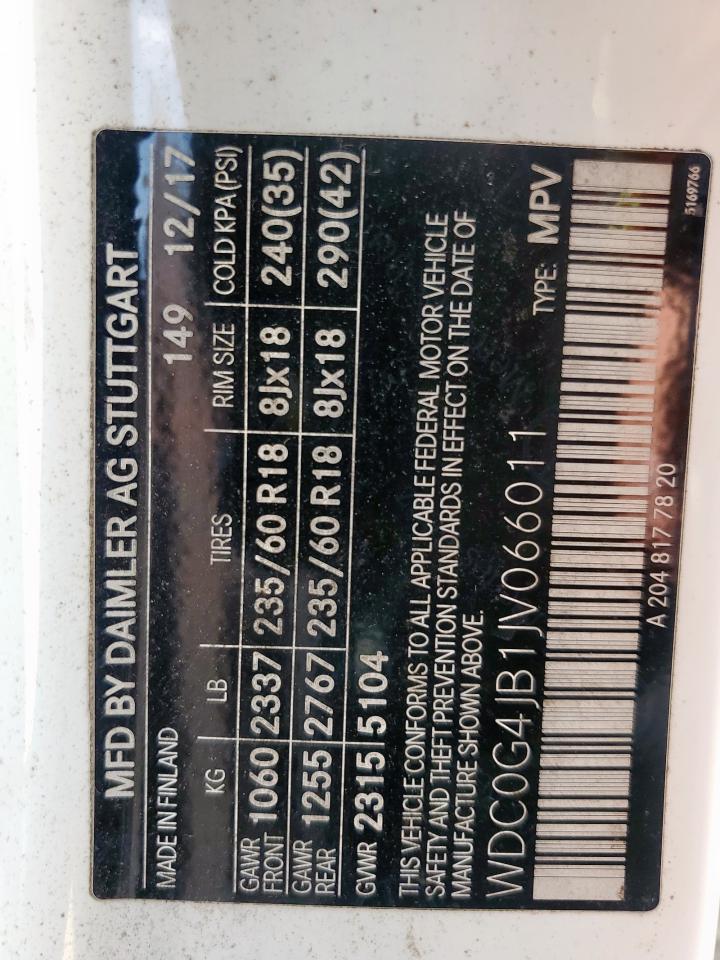 MFD BY DAIMLER AG STUTTGART
MADE IN FINLAND 149 12/17
KG LB TIRES RIM SIZE COLD KPA(PSI)
GAWR FRONT 1060 2337 235/60 R18 8Jx18 240(35)
GAWR REAR 1255 2767 235/60 R18 8Jx18 290(42)
GVWR 2315 5104
THIS VEHICLE CONFORMS TO ALL APPLICABLE FEDERAL MOTOR VEHICLE
SAFETY AND THEFT PREVENTION STANDARDS IN EFFECT ON THE DATE OF
MANUFACTURE SHOWN ABOVE.
WDC0G4JB1JV066011 TYPE: MPV
A 204 817 78 20
5169766